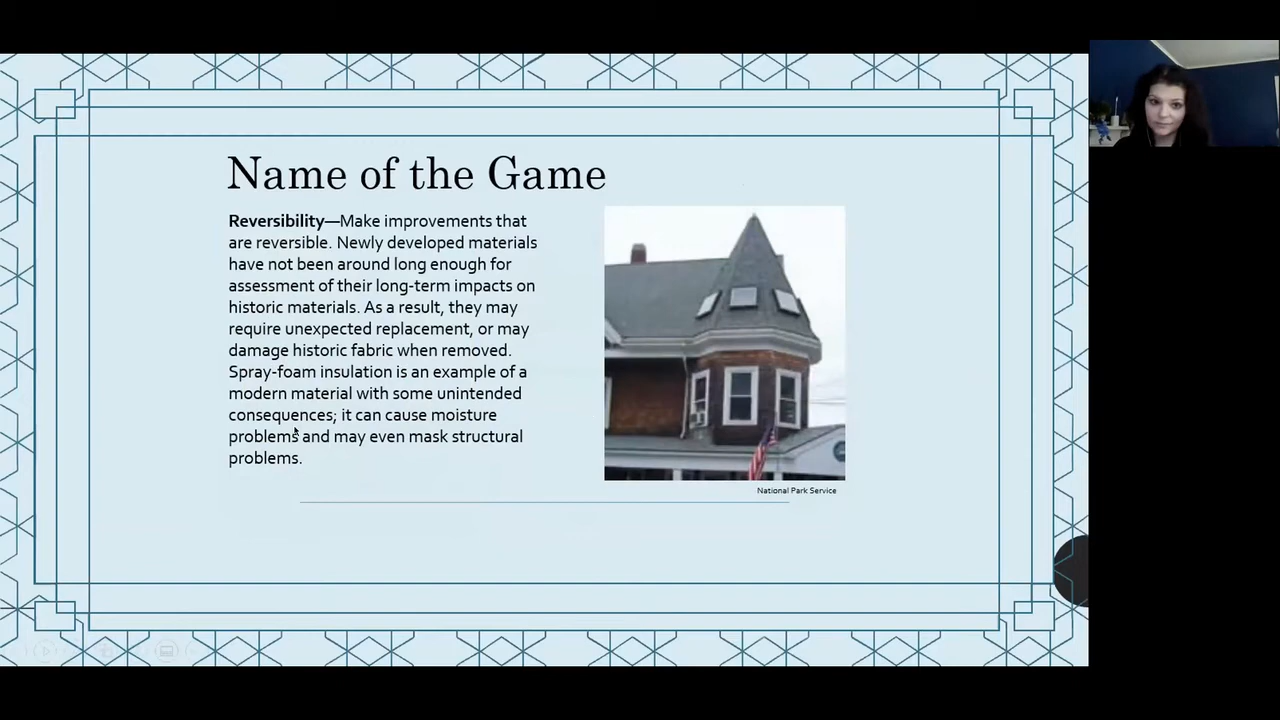 Name of the Game
Reversibility—Make improvements that
are reversible. Newly developed materials
have not been around long enough for
assessment of their long-term impacts on
historic materials. As a result, they may
require unexpected replacement, or may
damage historic fabric when removed.
Spray-foam insulation is an example of a
modern material with some unintended
consequences; it can cause moisture
problems and may even mask structural
problems.
National Park Service